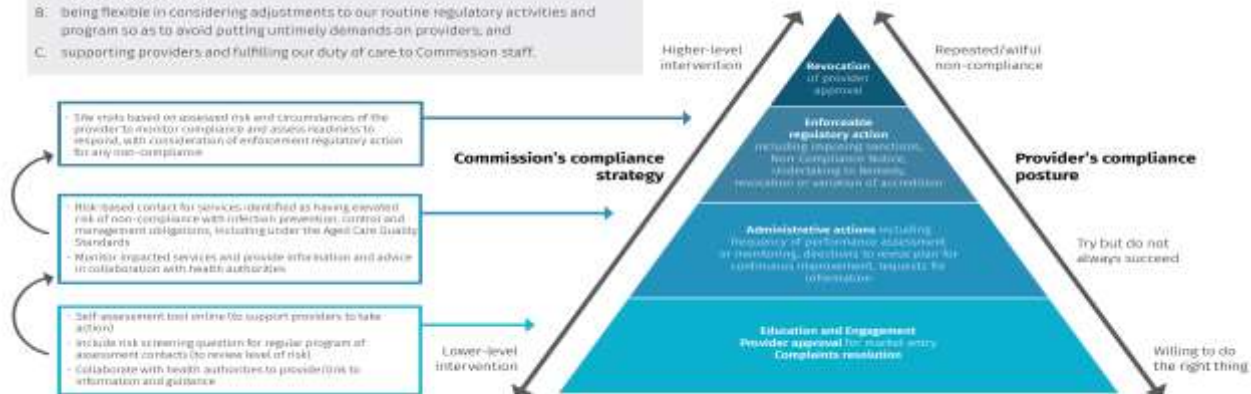 B. being flexible in considering adjustments to our routine regulatory activities and
program so as to avoid putting untimely demands on providers; and
C. supporting providers and fulfilling our duty of care to Commission staff.
· Site visits based on assessed risk and circumstances of the
provider to monitor compliance and assess readiness to
respond, with consideration of enforcement regulatory action
for any non-compliance
· Risk-based contact for services identified as having elevated
risk of non-compliance with infection prevention, control and
management obligations, including under the Aged Care Quality
Standards
· Monitor impacted services and provide information and advice
in collaboration with health authorities
· Self-assessment tool online (to support providers to take
action)
· Include risk screening question for regular program of
assessment contacts (to review level of risk)
· Collaborate with health authorities to provide/link to
information and guidance
Higher-level
intervention
Commission's compliance
strategy
Lower-level
intervention
Revocation
of provider
approval
Enforceable
regulatory action
including imposing sanctions,
Non-Compliance Notice,
Undertaking to Remedy,
revocation or variation of accreditation
Administrative actions including
frequency of performance assessment
or monitoring, directions to revise plan for
continuous improvement, requests for
information
Education and Engagement
Provider approval for market entry
Complaints resolution
Repeated/wilful
non-compliance
Provider's compliance
posture
Try but do not
always succeed
Willing to do
the right thing